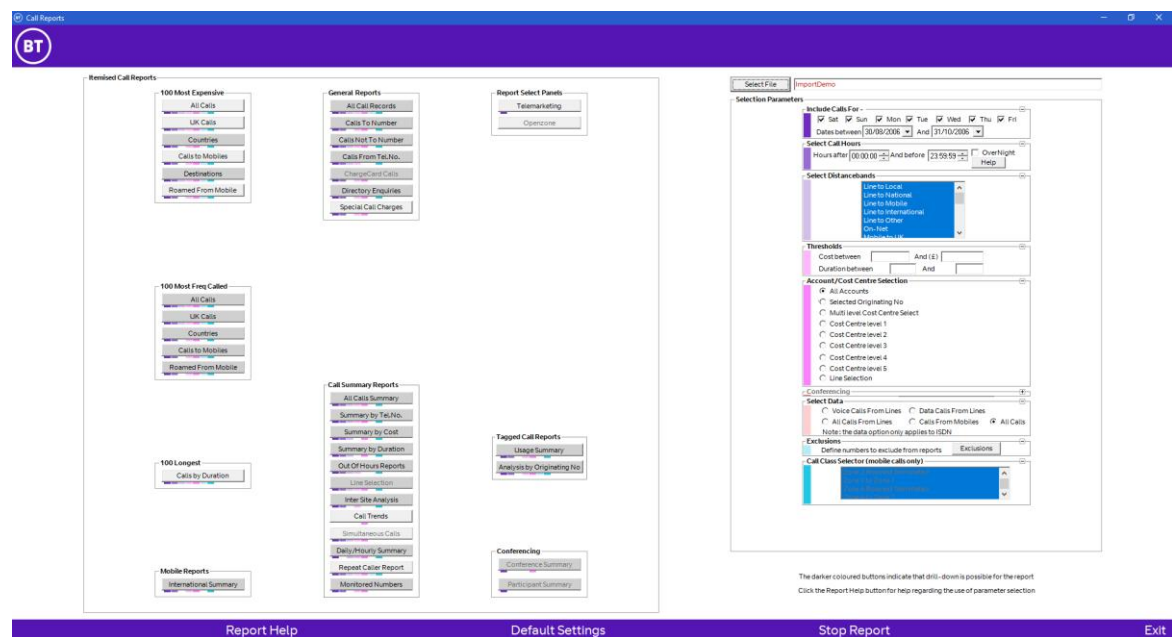 Call Reports
BT
Itemised Call Reports
100 Most Expensive
All Calls
UK Calls
Countries
Calls to Mobiles
Destinations
Roamed From Mobile
General Reports
All Call Records
Calls To Number
Calls Not To Number
Calls From Tel.No.
ChargeCard Calls
Directory Enquiries
Special Call Charges
Report Select Panels
Telemarketing
Openzone
100 Most Freq Called
All Calls
UK Calls
Countries
Calls to Mobiles
Roamed From Mobile
Call Summary Reports
All Calls Summary
Summary by Tel.No.
Summary by Cost
Summary by Duration
Out Of Hours Reports
Line Selection
Inter Site Analysis
Call Trends
Simultaneous Calls
Daily/Hourly Summary
Repeat Caller Report
Monitored Numbers
100 Longest
Calls by Duration
Tagged Call Reports
Usage Summary
Analysis by Originating No
Mobile Reports
International Summary
Conferencing
Conference Summary
Participant Summary
Select File ImportDemo
Selection Parameters
Include Calls For -
Sat Sun Mon Tue Wed Thu Fri
Dates between 30/08/2006 And 31/10/2006
Select Call Hours
Hours after 00:00:00 And before 23:59:59 OverNight
Help
Select Distancebands
Line to Local
Line to National
Line to Mobile
Line to International
Line to Other
On-Net
Mobile to UK
Thresholds
Cost between And (£)
Duration between And
Account/Cost Centre Selection
All Accounts
Selected Originating No
Multi level Cost Centre Select
Cost Centre level 1
Cost Centre level 2
Cost Centre level 3
Cost Centre level 4
Cost Centre level 5
Line Selection
Conferencing
Select Data
Voice Calls From Lines Data Calls From Lines
All Calls From Lines Calls From Mobiles All Calls
Note: the data option only applies to ISDN
Exclusions
Define numbers to exclude from reports Exclusions
Call Class Selector (mobile calls only)
The darker coloured buttons indicate that drill-down is possible for the report
Click the Report Help button for help regarding the use of parameter selection
Report Help Default Settings Stop Report Exit